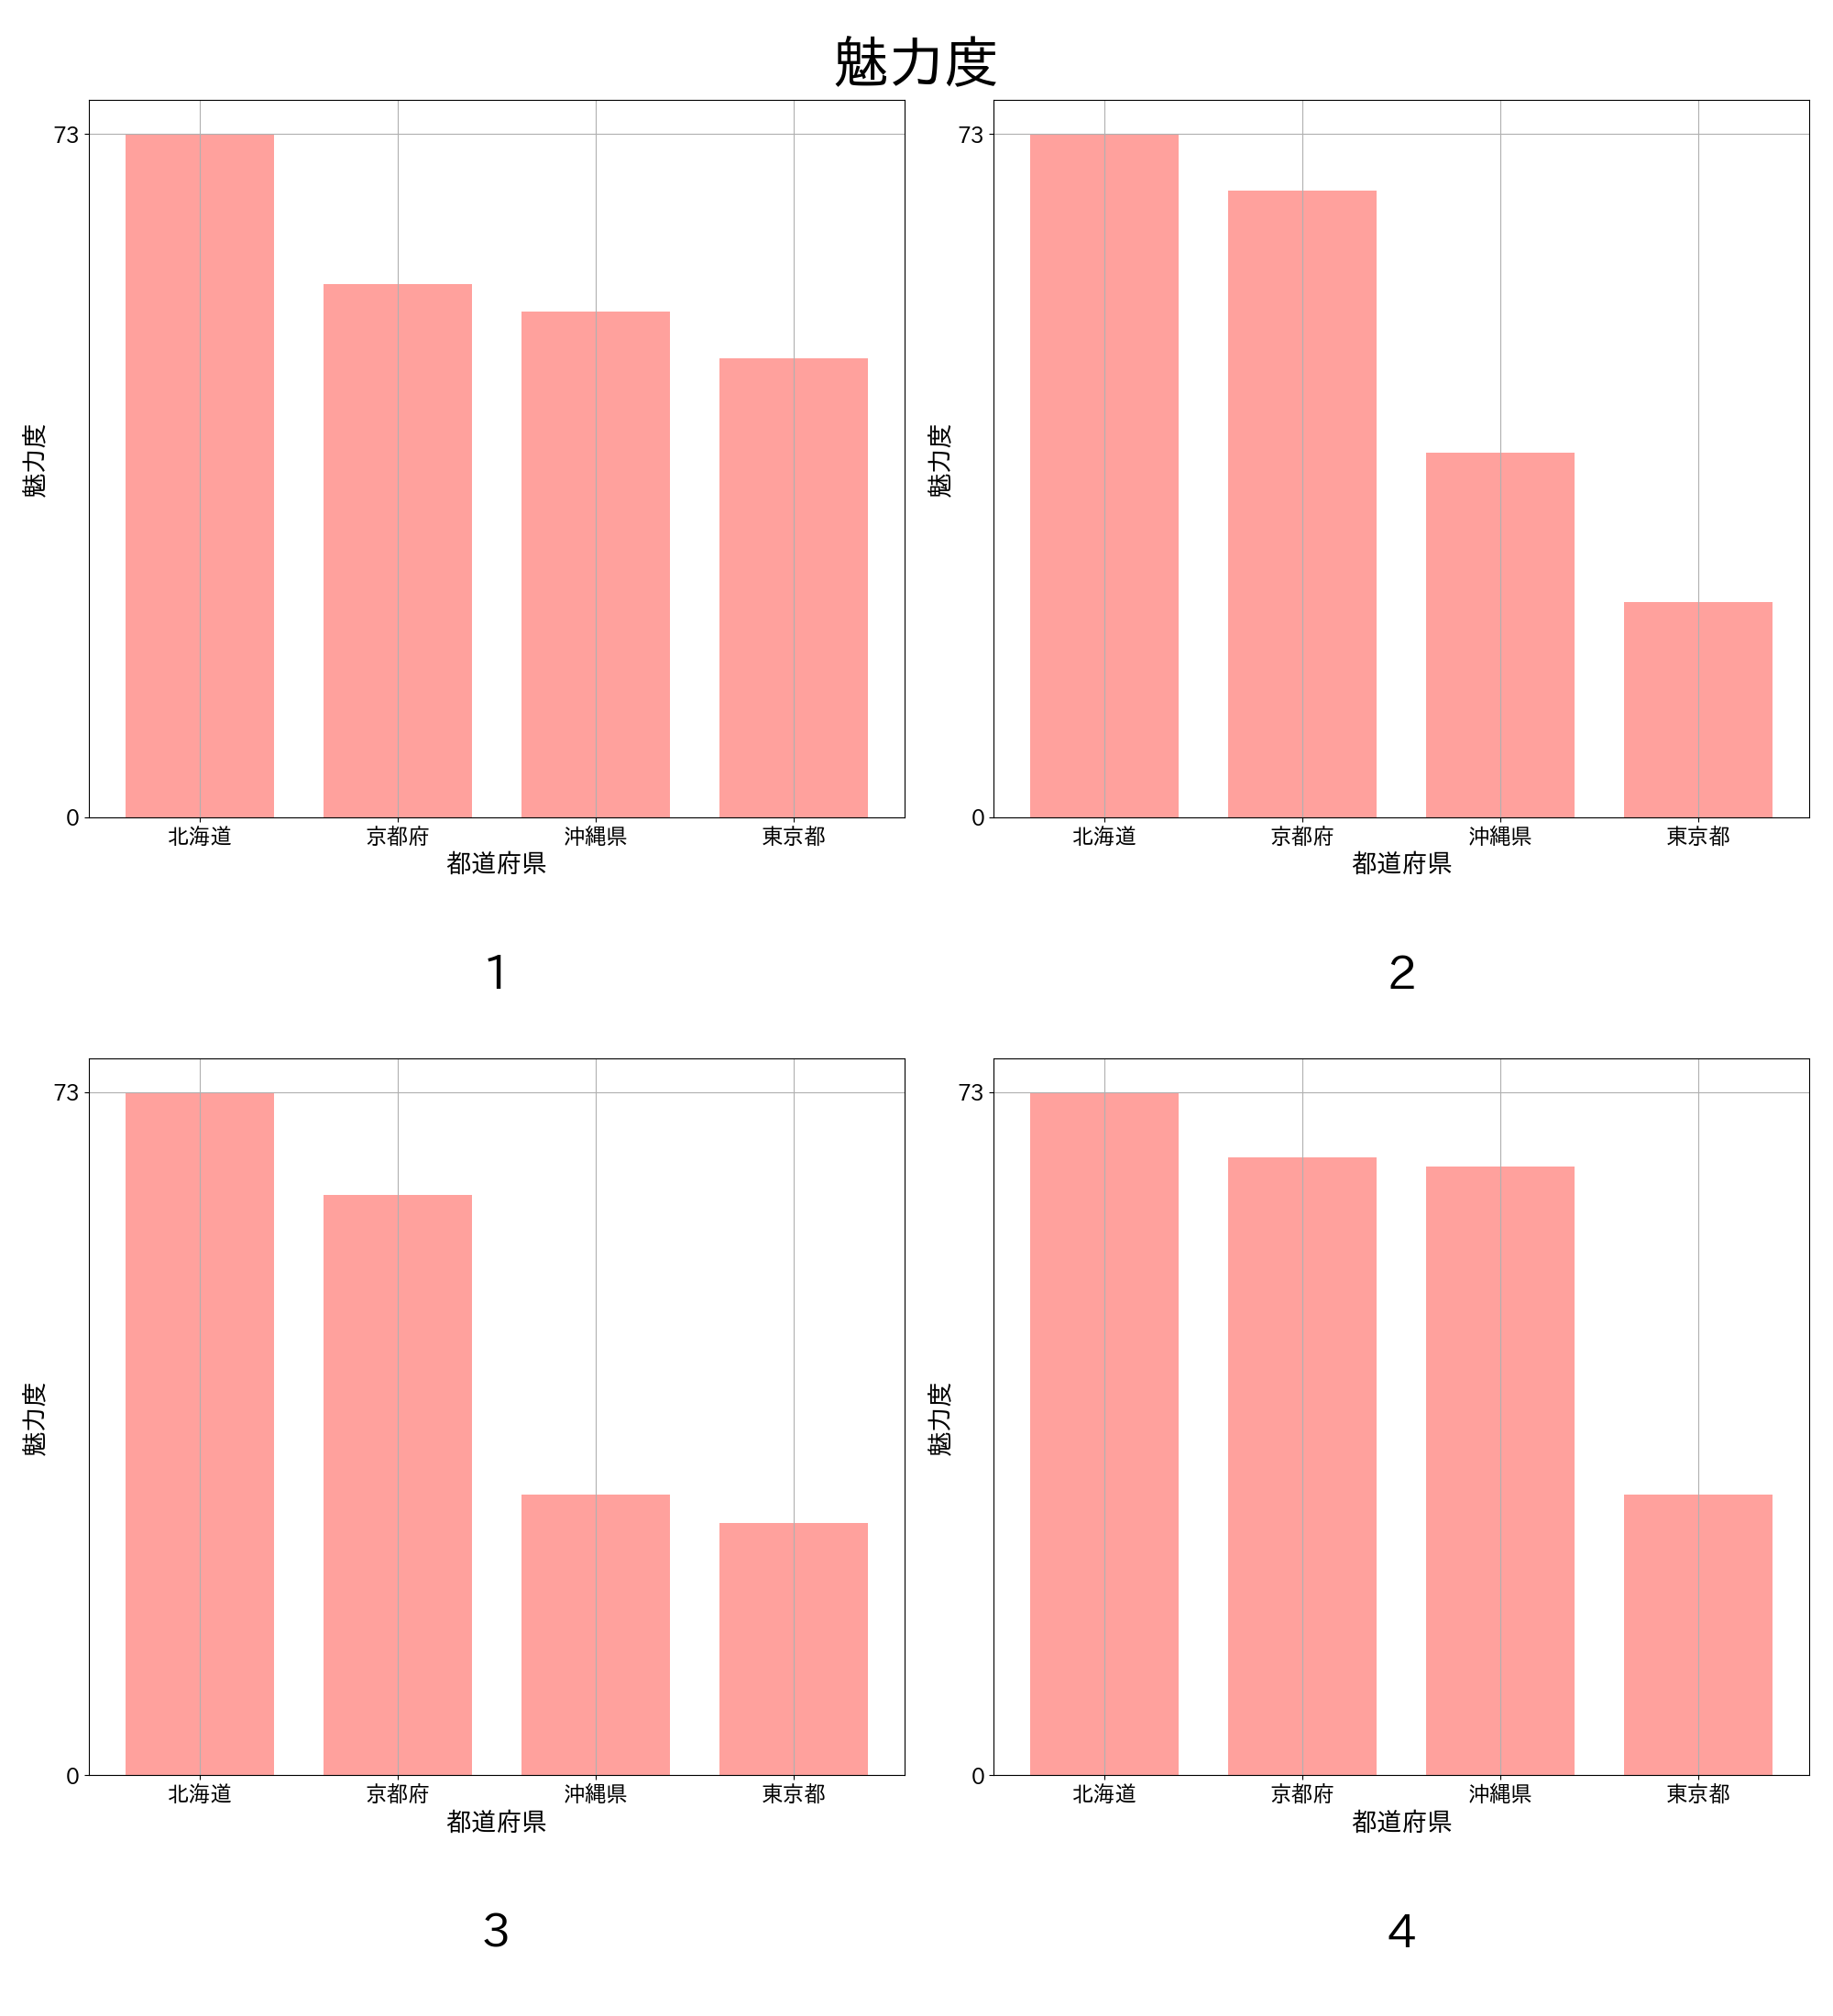 魅力度
73
魅力度
0
北海道 京都府 沖縄県 東京都
都道府県
1
73
魅力度
0
北海道 京都府 沖縄県 東京都
都道府県
2
73
魅力度
0
北海道 京都府 沖縄県 東京都
都道府県
3
73
魅力度
0
北海道 京都府 沖縄県 東京都
都道府県
4